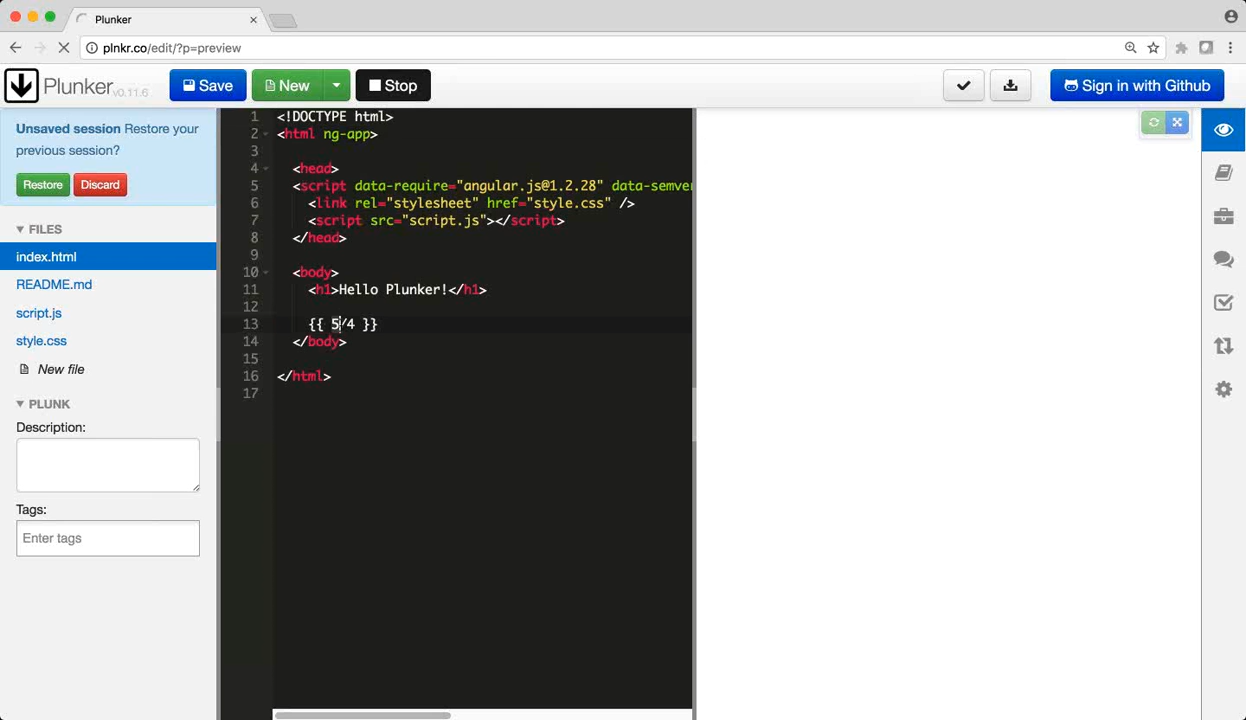 Plunker
plnkr.co/edit/?p=preview
Plunker v0.11.6
Save
New
Stop
Sign in with Github
Unsaved session Restore your
previous session?
Restore
Discard
FILES
index.html
README.md
script.js
style.css
New file
PLUNK
Description:
Tags:
Enter tags
1 <!DOCTYPE html>
2 <html ng-app>
3
4 <head>
5 <script data-require="angular.js@1.2.28" data-semver
6 <link rel="stylesheet" href="style.css" />
7 <script src="script.js"></script>
8 </head>
9
10 <body>
11 <h1>Hello Plunker!</h1>
12
13 {{ 5/4 }}
14 </body>
15
16 </html>
17